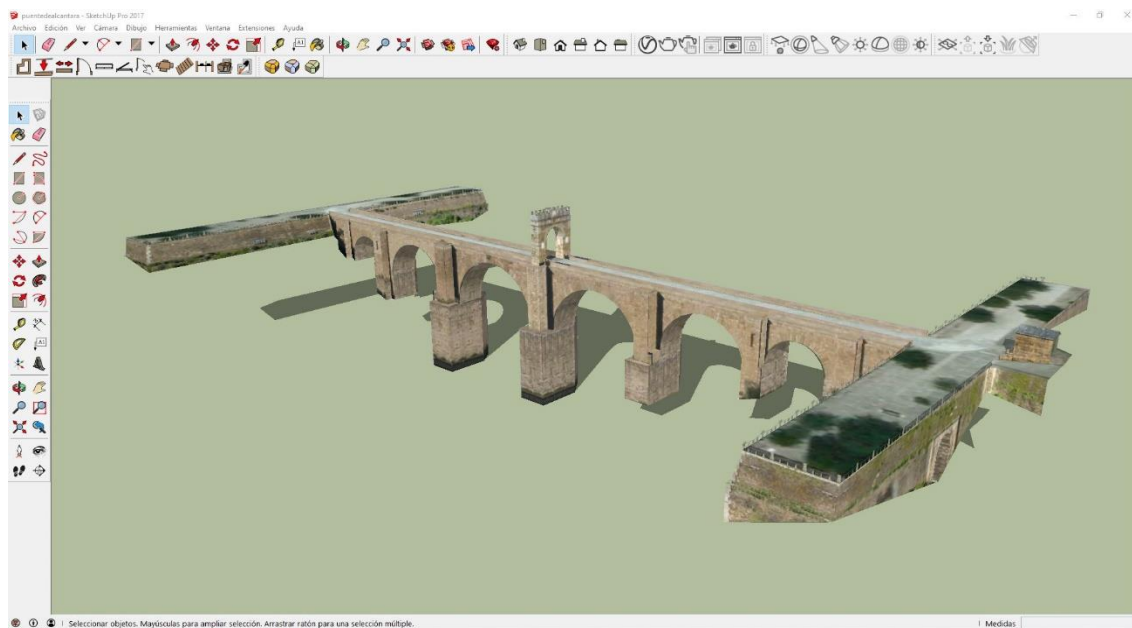 puentedealcantara - SketchUp Pro 2017
Archivo Edición Ver Cámara Dibujo Herramientas Ventana Extensiones Ayuda
Seleccionar objetos. Mayúsculas para ampliar selección. Arrastrar ratón para una selección múltiple.
Medidas